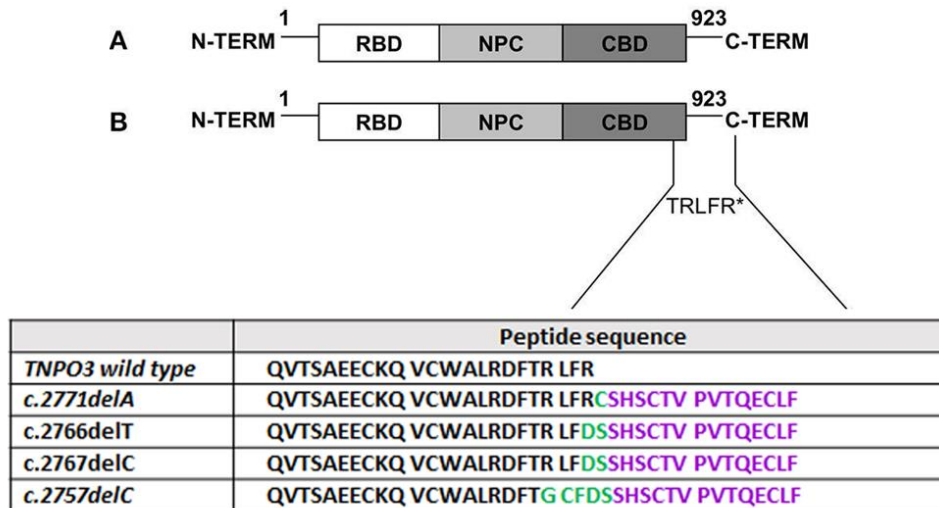 1 923
A N-TERM RBD NPC CBD C-TERM
1 923
B N-TERM RBD NPC CBD C-TERM
TRLFR*
Peptide sequence
TNPO3 wild type QVTSAEECKQ VCWALRDFTR LFR
c.2771delA QVTSAEECKQ VCWALRDFTR LFRCSHSCTV PVTQECLF
c.2766delT QVTSAEECKQ VCWALRDFTR LFDSSHSCTV PVTQECLF
c.2767delC QVTSAEECKQ VCWALRDFTR LFDSSHSCTV PVTQECLF
c.2757delC QVTSAEECKQ VCWALRDFTG CFDSSHSCTV PVTQECLF